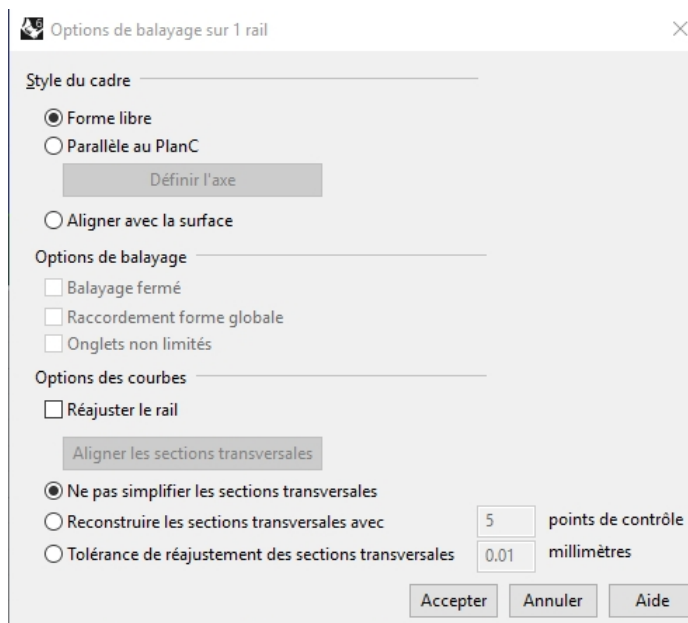 6
Options de balayage sur 1 rail
Style du cadre
Forme libre
Parallèle au PlanC
Définir l'axe
Aligner avec la surface
Options de balayage
Balayage fermé
Raccordement forme globale
Onglets non limités
Options des courbes
Réajuster le rail
Aligner les sections transversales
Ne pas simplifier les sections transversales
Reconstruire les sections transversales avec 5 points de contrôle
Tolérance de réajustement des sections transversales 0.01 millimètres
Accepter Annuler Aide